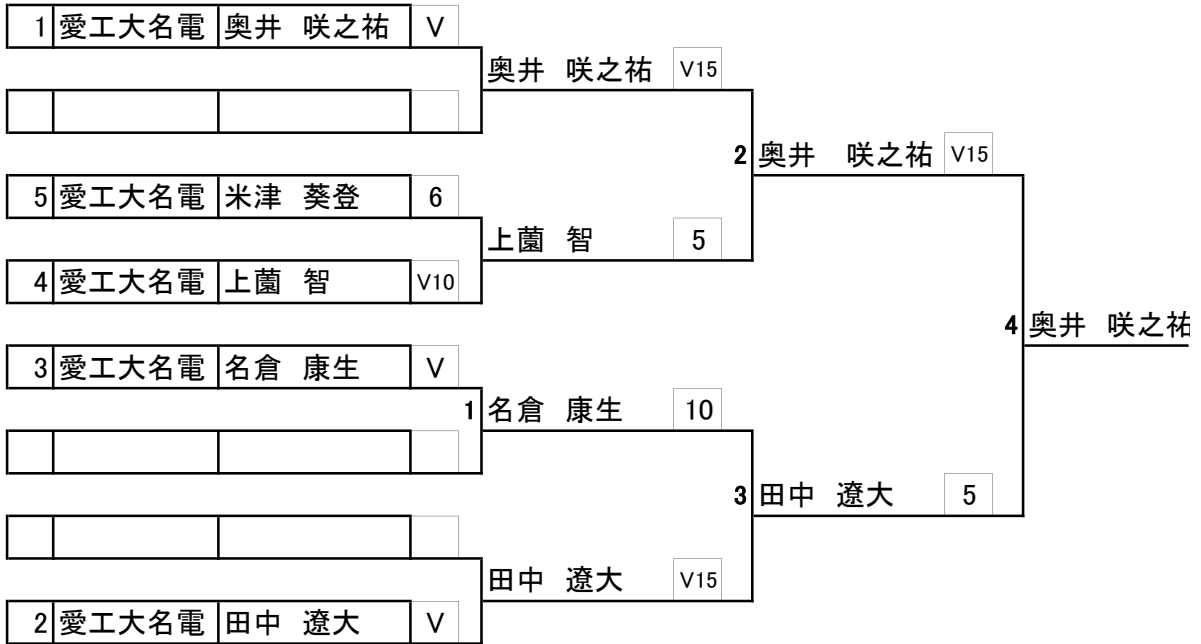 1 愛工大名電 奥井 咲之祐 V
奥井 咲之祐 V15
2 奥井 咲之祐 V15
5 愛工大名電 米津 葵登 6
上薗 智 5
4 愛工大名電 上薗 智 V10
4 奥井 咲之祐
3 愛工大名電 名倉 康生 V
1 名倉 康生 10
3 田中 遼大 5
田中 遼大 V15
2 愛工大名電 田中 遼大 V